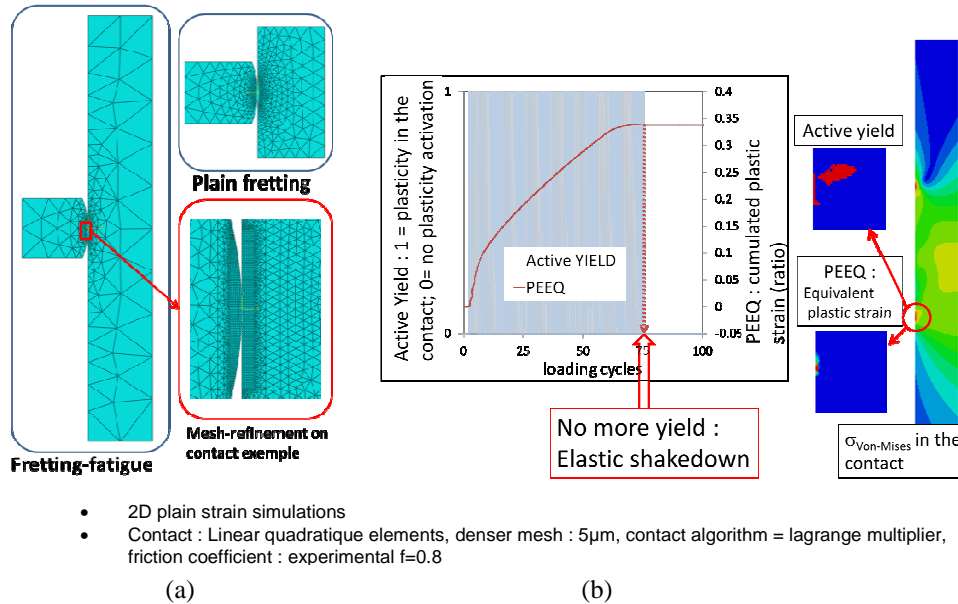 Plain fretting
Mesh-refinement on
contact exemple
Fretting-fatigue
Active Yield : 1 = plasticity in the
contact; 0= no plasticity activation
1
0
0.4
0.35
0.3
0.25
0.2
0.15
0.1
0.05
0
-0.05
Active YIELD
PEEQ
0
25
50
75
100
loading cycles
PEEQ : cumulated plastic
strain (ratio)
No more yield :
Elastic shakedown
Active yield
PEEQ :
Equivalent
plastic strain
σVon-Mises in the
contact
• 2D plain strain simulations
• Contact : Linear quadratique elements, denser mesh : 5µm, contact algorithm = lagrange multiplier,
friction coefficient : experimental f=0.8
(a)
(b)